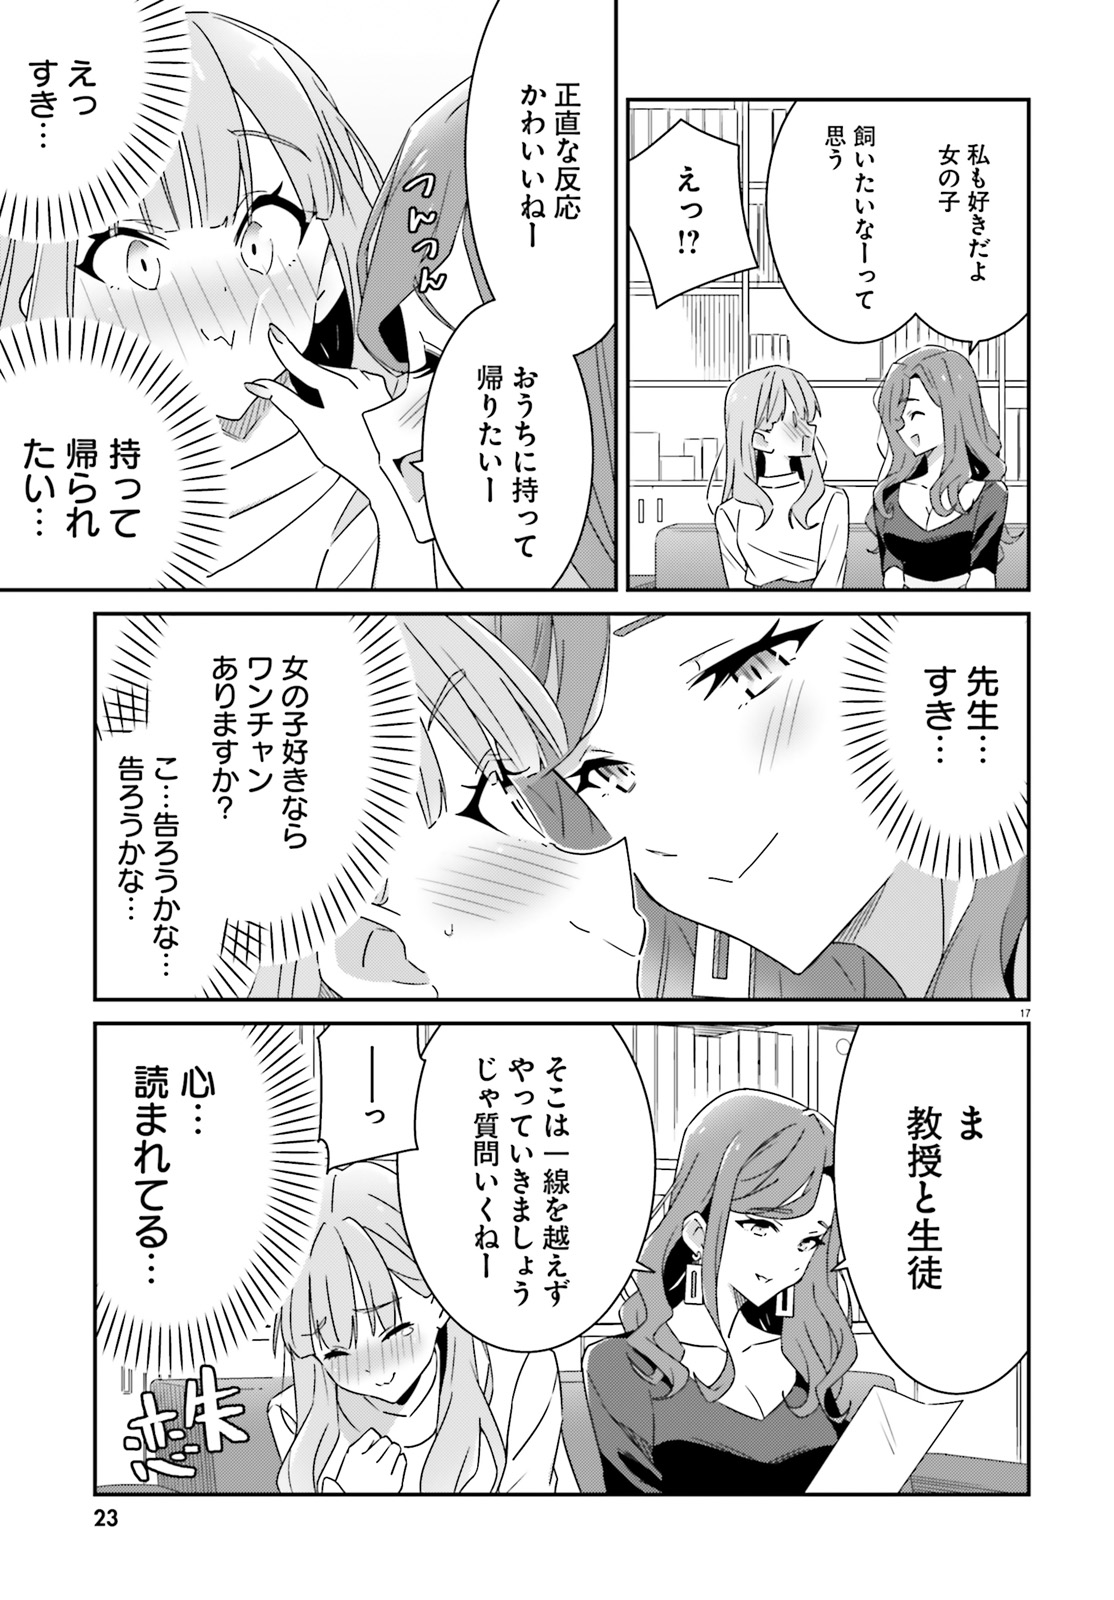 私も好きだよ
女の子
飼いたいなーって
思う
えっ!?
正直な反応
かわいいねー
つんつん
おうちに持って
帰りたいー
えっ
すき…
持って
帰られ
たい…
先生…
すき…
女の子好きなら
ワンチャン
ありますか?
こ…告ろうかな…
告ろうかな…
17
ま
教授と生徒
そこは一線を越えず
やっていきましょう
じゃ質問いくねー
ーーっ
心…
読まれてる…
失恋
23